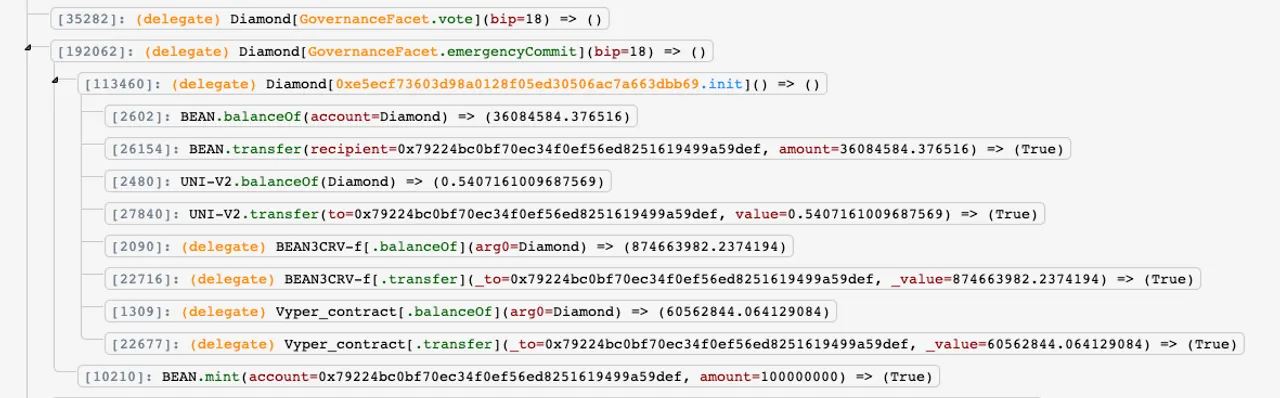 [35282]: (delegate) Diamond[GovernanceFacet.vote](bip=18) => ()
[192062]: (delegate) Diamond[GovernanceFacet.emergencyCommit](bip=18) => ()
[113460]: (delegate) Diamond[0xe5ecf73603d98a0128f05ed30506ac7a663dbb69.init]() => ()
[2602]: BEAN.balanceOf(account=Diamond) => (36084584.376516)
[26154]: BEAN.transfer(recipient=0x79224bc0bf70ec34f0ef56ed8251619499a59def, amount=36084584.376516) => (True)
[2480]: UNI-V2.balanceOf(Diamond) => (0.5407161009687569)
[27840]: UNI-V2.transfer(to=0x79224bc0bf70ec34f0ef56ed8251619499a59def, value=0.5407161009687569) => (True)
[2090]: (delegate) BEAN3CRV-f[.balanceOf](arg0=Diamond) => (874663982.2374194)
[22716]: (delegate) BEAN3CRV-f[.transfer](_to=0x79224bc0bf70ec34f0ef56ed8251619499a59def, _value=874663982.2374194) => (True)
[1309]: (delegate) Vyper_contract[.balanceOf](arg0=Diamond) => (60562844.064129084)
[22677]: (delegate) Vyper_contract[.transfer](_to=0x79224bc0bf70ec34f0ef56ed8251619499a59def, _value=60562844.064129084) => (True)
[10210]: BEAN.mint(account=0x79224bc0bf70ec34f0ef56ed8251619499a59def, amount=100000000) => (True)